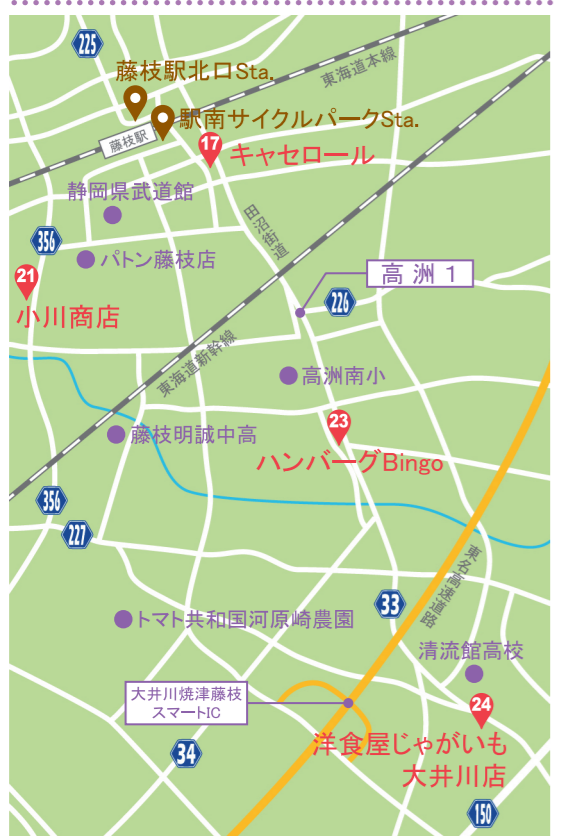 225
藤枝駅北口Sta.
東海道本線
駅南サイクルパークSta.
藤枝駅
17
キャセロール
静岡県武道館
田沼街道
356
パトン藤枝店
21
小川商店
高洲1
226
東海道新幹線
高洲南小
23
藤枝明誠中高
ハンバーグBingo
356
227
東名高速道路
33
トマト共和国河原崎農園
清流館高校
大井川焼津藤枝
スマートIC
24
洋食屋じゃがいも
大井川店
34
150